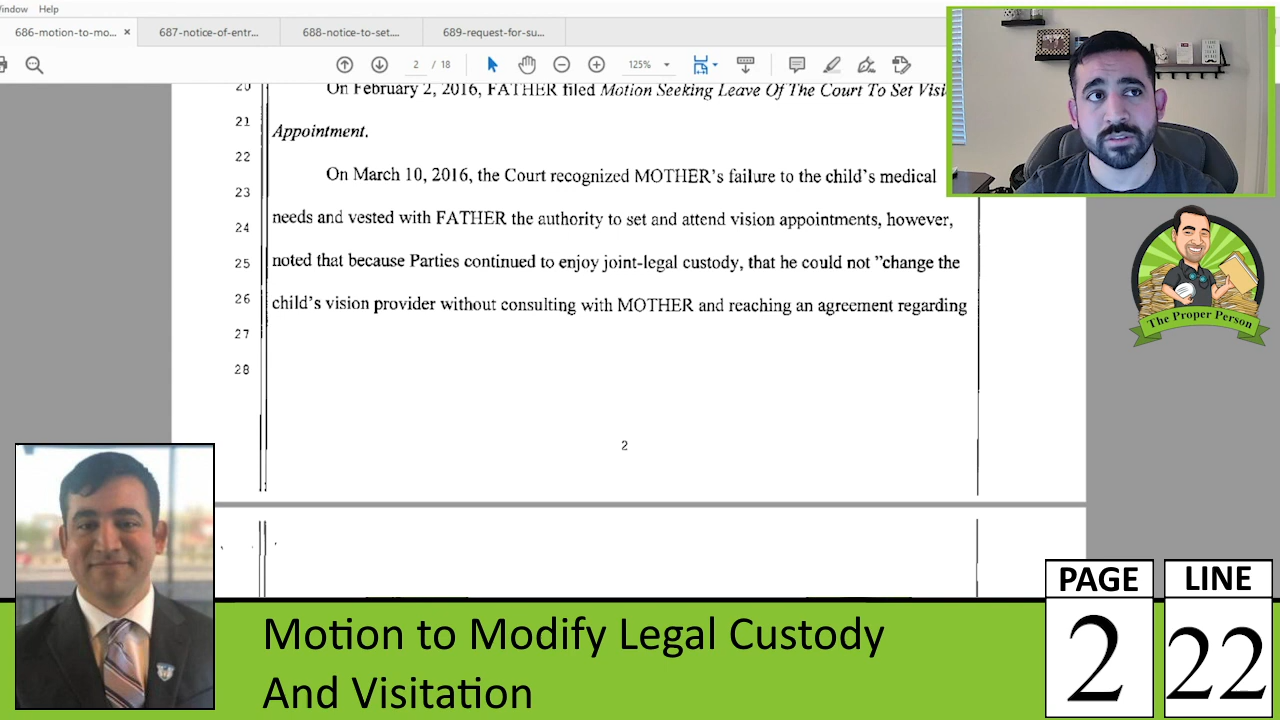 indow Help
686-motion-to-mo... ×
687-notice-of-entr...
688-notice-to-set....
689-request-for-su...
2 / 18
125%
20
On February 2, 2016, FATHER filed Motion Seeking Leave Of The Court To Set Visi
21
Appointment.
22
On March 10, 2016, the Court recognized MOTHER's failure to the child's medical
23
needs and vested with FATHER the authority to set and attend vision appointments, however,
24
noted that because Parties continued to enjoy joint-legal custody, that he could not "change the
25
child's vision provider without consulting with MOTHER and reaching an agreement regarding
26
27
28
2
The Proper Person
Motion to Modify Legal Custody
And Visitation
PAGE
2
LINE
22